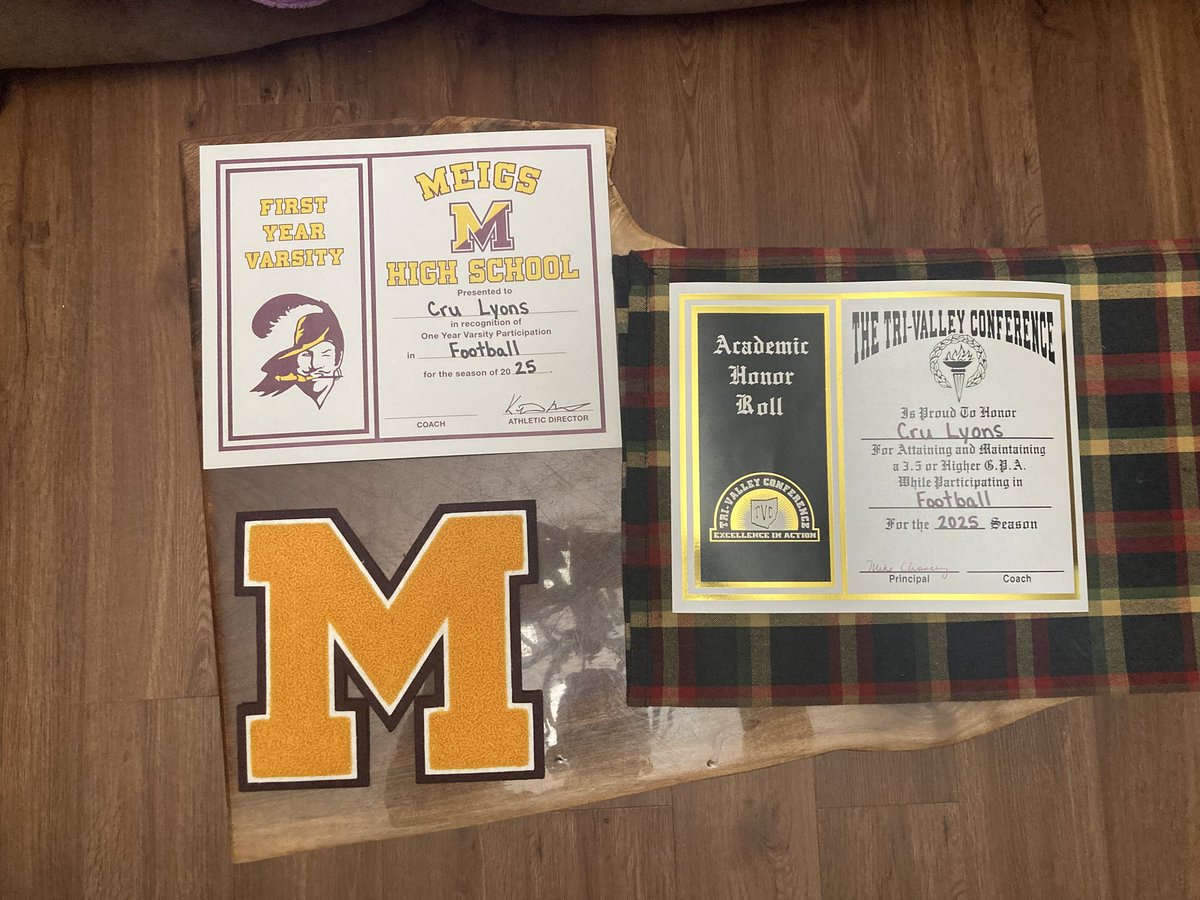 FIRST
YEAR
VARSITY
MEIGS
M
HIGH SCHOOL
Presented to
Cru Lyons
in recognition of
One Year Varsity Participation
in Football
for the season of 2025.
COACH
ATHLETIC DIRECTOR
M
Academic
Honor
Roll
TRI-VALLEY CONFERENCE
TVC
EXCELLENCE IN ACTION
THE TRI-VALLEY CONFERENCE
Is Proud To Honor
Cru Lyons
For Attaining and Maintaining
a 3.5 or Higher G.P.A.
While Participating in
Football
For the 2025 Season
Mike
Principal
Coach